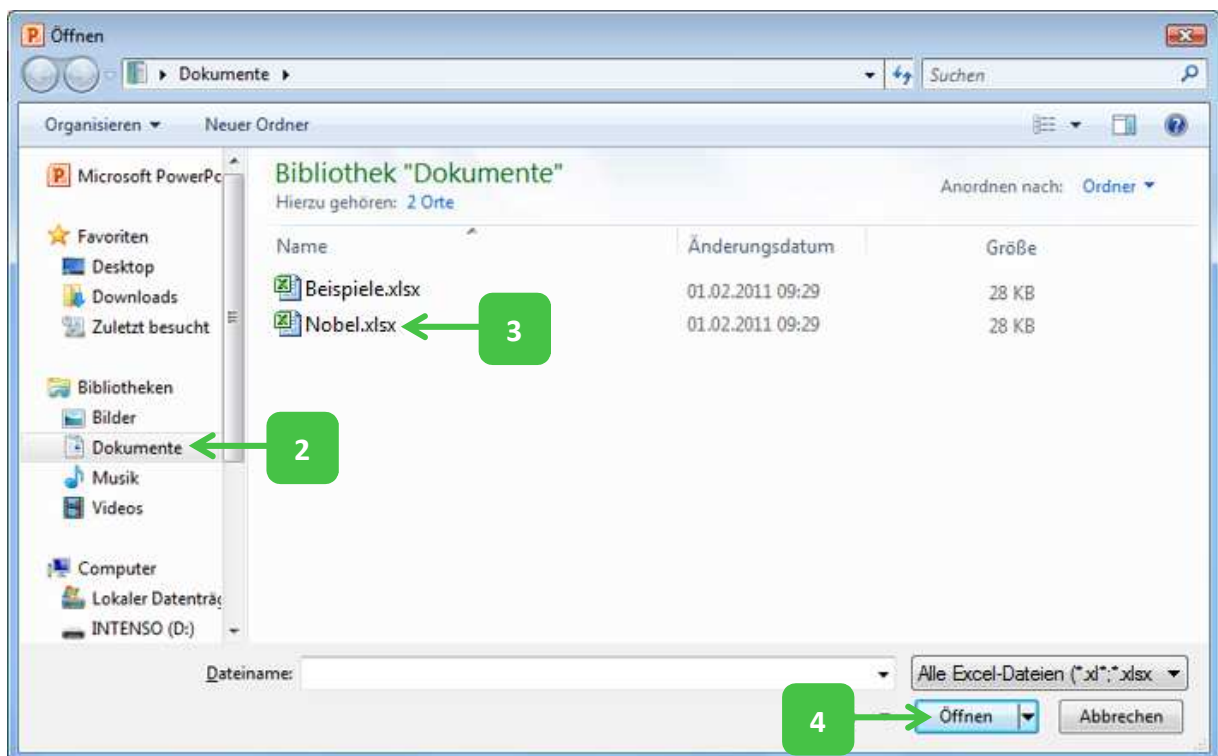 Öffnen
Dokumente
Suchen
Organisieren Neuer Ordner
Microsoft PowerPc
Favoriten
Desktop
Downloads
Zuletzt besucht
Bibliotheken
Bilder
Dokumente
Musik
Videos
Computer
Lokaler Datenträg
INTENSO (D:)
Bibliothek "Dokumente"
Hierzu gehören: 2 Orte
Anordnen nach: Ordner
Name Änderungsdatum Größe
Beispiele.xlsx 01.02.2011 09:29 28 KB
Nobel.xlsx 01.02.2011 09:29 28 KB
3
2
Dateiname:
Alle Excel-Dateien (*.xl*;*.xlsx
4
Öffnen
Abbrechen